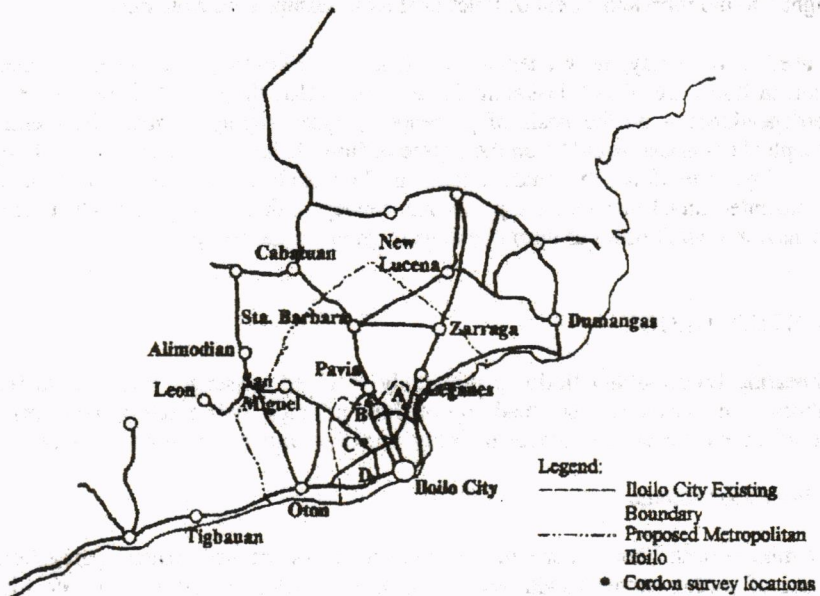 New
Lucena
Cabatuan
Sta. Barbara
Zarraga
Dumangas
Alimodian
Pavia
Leon
San
Miguel
Leganes
A
B
C
D
Iloilo City
Oton
Tigbauan
Legend:
Iloilo City Existing
Boundary
Proposed Metropolitan
Iloilo
Cordon survey locations